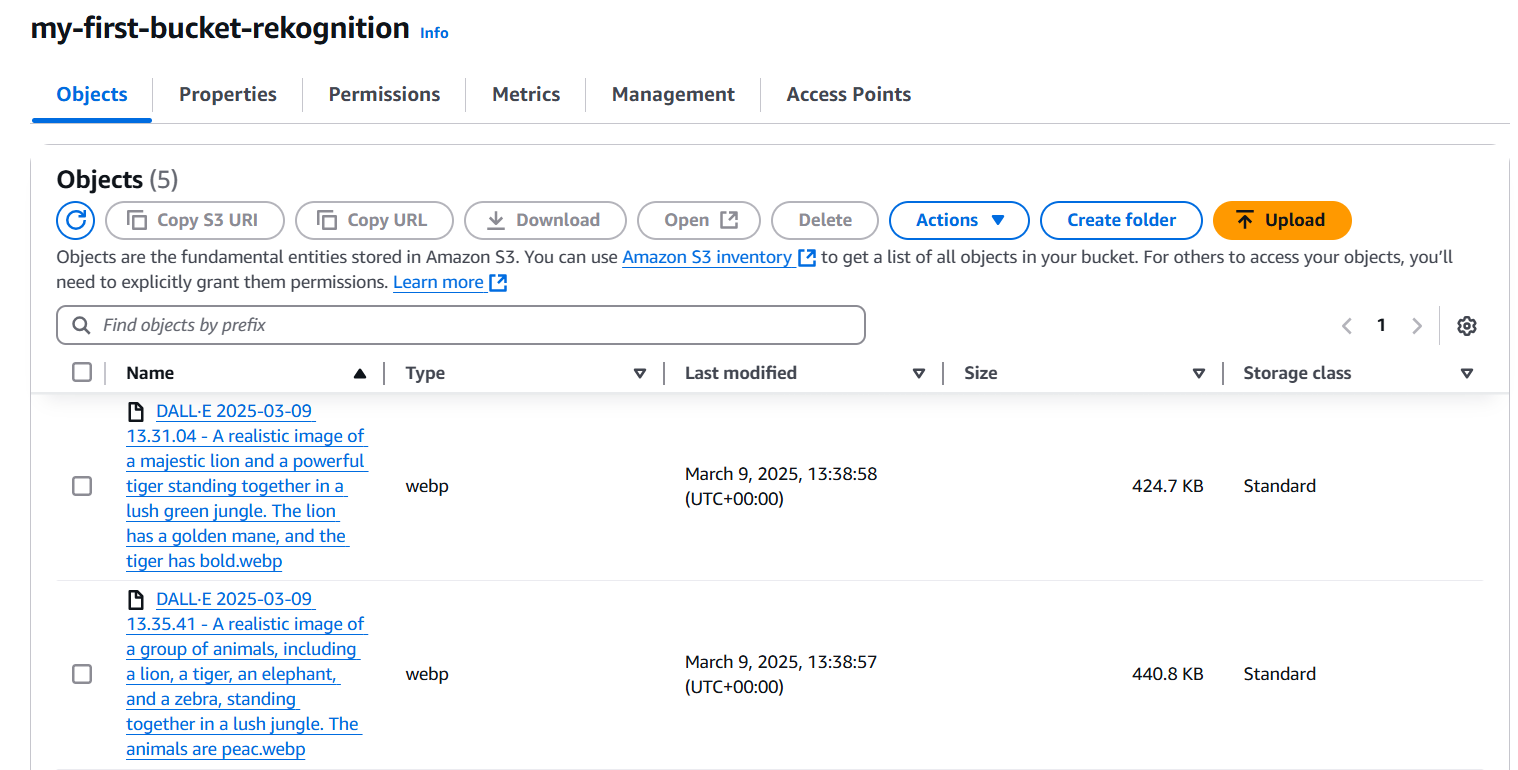 my-first-bucket-rekognition Info
Objects Properties Permissions Metrics Management Access Points
Objects (5)
Copy S3 URI Copy URL Download Open Delete Actions Create folder Upload
Objects are the fundamental entities stored in Amazon S3. You can use Amazon S3 inventory to get a list of all objects in your bucket. For others to access your objects, you’ll
need to explicitly grant them permissions. Learn more
Find objects by prefix 1
Name Type Last modified Size Storage class
DALL·E 2025-03-09
13.31.04 - A realistic image of
a majestic lion and a powerful
tiger standing together in a
lush green jungle. The lion
has a golden mane, and the
tiger has bold.webp
webp
March 9, 2025, 13:38:58
(UTC+00:00)
424.7 KB
Standard
DALL·E 2025-03-09
13.35.41 - A realistic image of
a group of animals, including
a lion, a tiger, an elephant,
and a zebra, standing
together in a lush jungle. The
animals are peac.webp
webp
March 9, 2025, 13:38:57
(UTC+00:00)
440.8 KB
Standard